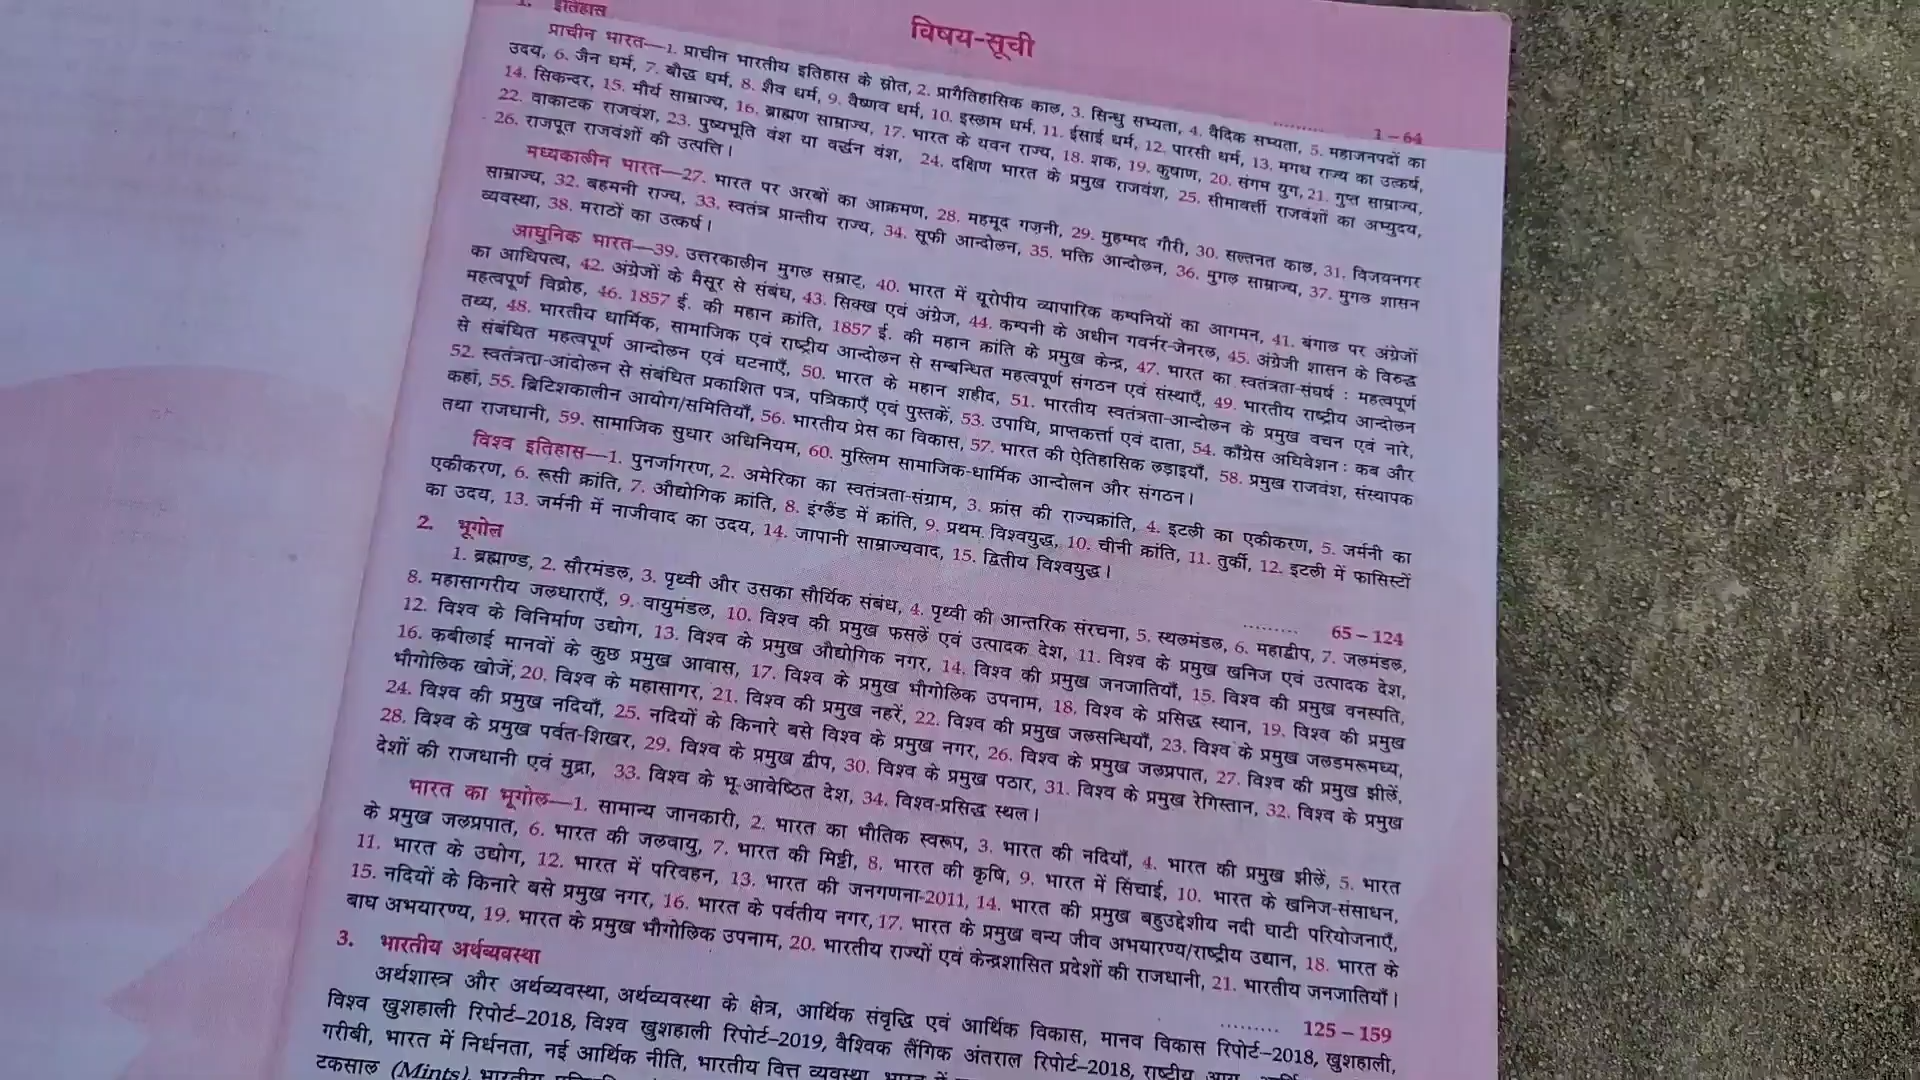 1. इतिहास
विषय-सूची
1 – 64
प्राचीन भारत—1. प्राचीन भारतीय इतिहास के स्रोत, 2. प्रागैतिहासिक काल, 3. सिन्धु सभ्यता, 4. वैदिक सभ्यता, 5. महाजनपदों का
उदय, 6. जैन धर्म, 7. बौद्ध धर्म, 8. शैव धर्म, 9. वैष्णव धर्म, 10. इस्लाम धर्म, 11. ईसाई धर्म, 12. पारसी धर्म, 13. मगध राज्य का उत्कर्ष,
14. सिकन्दर, 15. मौर्य साम्राज्य, 16. ब्राह्मण साम्राज्य, 17. भारत के यवन राज्य, 18. शक, 19. कुषाण, 20. संगम युग, 21. गुप्त साम्राज्य,
22. वाकाटक राजवंश, 23. पुष्यभूति वंश या वर्द्धन वंश, 24. दक्षिण भारत के प्रमुख राजवंश, 25. सीमावर्त्ती राजवंशों का अभ्युदय,
26. राजपूत राजवंशों की उत्पत्ति।
मध्यकालीन भारत—27. भारत पर अरबों का आक्रमण, 28. महमूद गज़नी, 29. मुहम्मद गौरी, 30. सल्तनत काल, 31. विजयनगर
साम्राज्य, 32. बहमनी राज्य, 33. स्वतंत्र प्रान्तीय राज्य, 34. सूफी आन्दोलन, 35. भक्ति आन्दोलन, 36. मुगल साम्राज्य, 37. मुगल शासन
व्यवस्था, 38. मराठों का उत्कर्ष।
आधुनिक भारत—39. उत्तरकालीन मुगल सम्राट्, 40. भारत में यूरोपीय व्यापारिक कम्पनियों का आगमन, 41. बंगाल पर अंग्रेजों
का आधिपत्य, 42. अंग्रेजों के मैसूर से संबंध, 43. सिक्ख एवं अंग्रेज, 44. कम्पनी के अधीन गवर्नर-जेनरल, 45. अंग्रेजी शासन के विरुद्ध
महत्वपूर्ण विद्रोह, 46. 1857 ई. की महान क्रांति, 1857 ई. की महान क्रांति के प्रमुख केन्द्र, 47. भारत का स्वतंत्रता-संघर्ष : महत्वपूर्ण
तथ्य, 48. भारतीय धार्मिक, सामाजिक एवं राष्ट्रीय आन्दोलन से सम्बन्धित महत्वपूर्ण संगठन एवं संस्थाएँ, 49. भारतीय राष्ट्रीय आन्दोलन
से संबंधित महत्वपूर्ण आन्दोलन एवं घटनाएँ, 50. भारत के महान शहीद, 51. भारतीय स्वतंत्रता-आन्दोलन के प्रमुख वचन एवं नारे,
52. स्वतंत्रता-आंदोलन से संबंधित प्रकाशित पत्र, पत्रिकाएँ एवं पुस्तकें, 53. उपाधि, प्राप्तकर्त्ता एवं दाता, 54. काँग्रेस अधिवेशन : कब और
कहां, 55. ब्रिटिशकालीन आयोग/समितियाँ, 56. भारतीय प्रेस का विकास, 57. भारत की ऐतिहासिक लड़ाइयाँ, 58. प्रमुख राजवंश, संस्थापक
तथा राजधानी, 59. सामाजिक सुधार अधिनियम, 60. मुस्लिम सामाजिक-धार्मिक आन्दोलन और संगठन।
विश्व इतिहास—1. पुनर्जागरण, 2. अमेरिका का स्वतंत्रता-संग्राम, 3. फ्रांस की राज्यक्रांति, 4. इटली का एकीकरण, 5. जर्मनी का
एकीकरण, 6. रूसी क्रांति, 7. औद्योगिक क्रांति, 8. इंग्लैंड में क्रांति, 9. प्रथम विश्वयुद्ध, 10. चीनी क्रांति, 11. तुर्की, 12. इटली में फासिस्टों
का उदय, 13. जर्मनी में नाजीवाद का उदय, 14. जापानी साम्राज्यवाद, 15. द्वितीय विश्वयुद्ध।
2. भूगोल ......... 65 – 124
1. ब्रह्माण्ड, 2. सौरमंडल, 3. पृथ्वी और उसका सौर्यिक संबंध, 4. पृथ्वी की आन्तरिक संरचना, 5. स्थलमंडल, 6. महाद्वीप, 7. जलमंडल,
8. महासागरीय जलधाराएँ, 9. वायुमंडल, 10. विश्व की प्रमुख फसलें एवं उत्पादक देश, 11. विश्व के प्रमुख खनिज एवं उत्पादक देश,
12. विश्व के विनिर्माण उद्योग, 13. विश्व के प्रमुख औद्योगिक नगर, 14. विश्व की प्रमुख जनजातियाँ, 15. विश्व की प्रमुख वनस्पति,
16. कबीलाई मानवों के कुछ प्रमुख आवास, 17. विश्व के प्रमुख भौगोलिक उपनाम, 18. विश्व के प्रसिद्ध स्थान, 19. विश्व की प्रमुख
भौगोलिक खोजें, 20. विश्व के महासागर, 21. विश्व की प्रमुख नहरें, 22. विश्व की प्रमुख जलसन्धियाँ, 23. विश्व के प्रमुख जलडमरूमध्य,
24. विश्व की प्रमुख नदियाँ, 25. नदियों के किनारे बसे विश्व के प्रमुख नगर, 26. विश्व के प्रमुख जलप्रपात, 27. विश्व की प्रमुख झीलें,
28. विश्व के प्रमुख पर्वत-शिखर, 29. विश्व के प्रमुख द्वीप, 30. विश्व के प्रमुख पठार, 31. विश्व के प्रमुख रेगिस्तान, 32. विश्व के प्रमुख
देशों की राजधानी एवं मुद्रा, 33. विश्व के भू-आवेष्ठित देश, 34. विश्व-प्रसिद्ध स्थल।
भारत का भूगोल—1. सामान्य जानकारी, 2. भारत का भौतिक स्वरूप, 3. भारत की नदियाँ, 4. भारत की प्रमुख झीलें, 5. भारत
के प्रमुख जलप्रपात, 6. भारत की जलवायु, 7. भारत की मिट्टी, 8. भारत की कृषि, 9. भारत में सिंचाई, 10. भारत के खनिज-संसाधन,
11. भारत के उद्योग, 12. भारत में परिवहन, 13. भारत की जनगणना-2011, 14. भारत की प्रमुख बहुउद्देशीय नदी घाटी परियोजनाएँ,
15. नदियों के किनारे बसे प्रमुख नगर, 16. भारत के पर्वतीय नगर, 17. भारत के प्रमुख वन्य जीव अभयारण्य/राष्ट्रीय उद्यान, 18. भारत के
बाघ अभयारण्य, 19. भारत के प्रमुख भौगोलिक उपनाम, 20. भारतीय राज्यों एवं केन्द्रशासित प्रदेशों की राजधानी, 21. भारतीय जनजातियाँ।
3. भारतीय अर्थव्यवस्था ......... 125 – 159
अर्थशास्त्र और अर्थव्यवस्था, अर्थव्यवस्था के क्षेत्र, आर्थिक संवृद्धि एवं आर्थिक विकास, मानव विकास रिपोर्ट–2018, खुशहाली,
विश्व खुशहाली रिपोर्ट–2018, विश्व खुशहाली रिपोर्ट–2019, वैश्विक लैंगिक अंतराल रिपोर्ट–2018, राष्ट्रीय आय,
गरीबी, भारत में निर्धनता, नई आर्थिक नीति, भारतीय वित्त व्यवस्था, भारत में
टकसाल (Mints), भारतीय